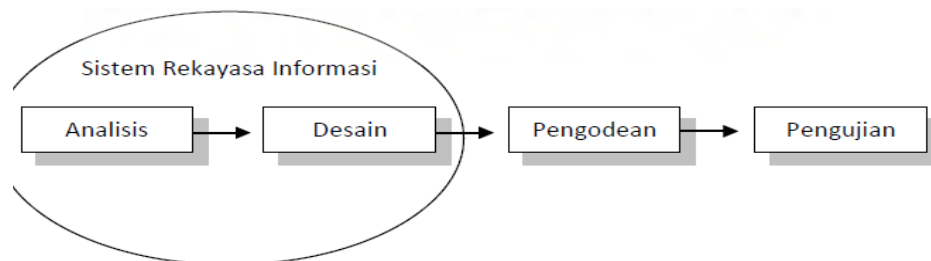 Sistem Rekayasa Informasi
Analisis
Desain
Pengodean
Pengujian